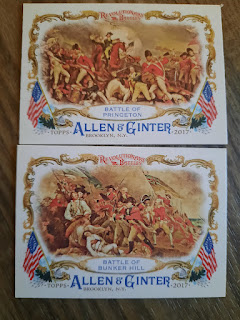 Revolutionary Battles
BATTLE OF
PRINCETON
TOPPS ALLEN & GINTER 2017
BROOKLYN, N.Y.
Revolutionary Battles
BATTLE OF
BUNKER HILL
TOPPS ALLEN & GINTER 2017
BROOKLYN, N.Y.